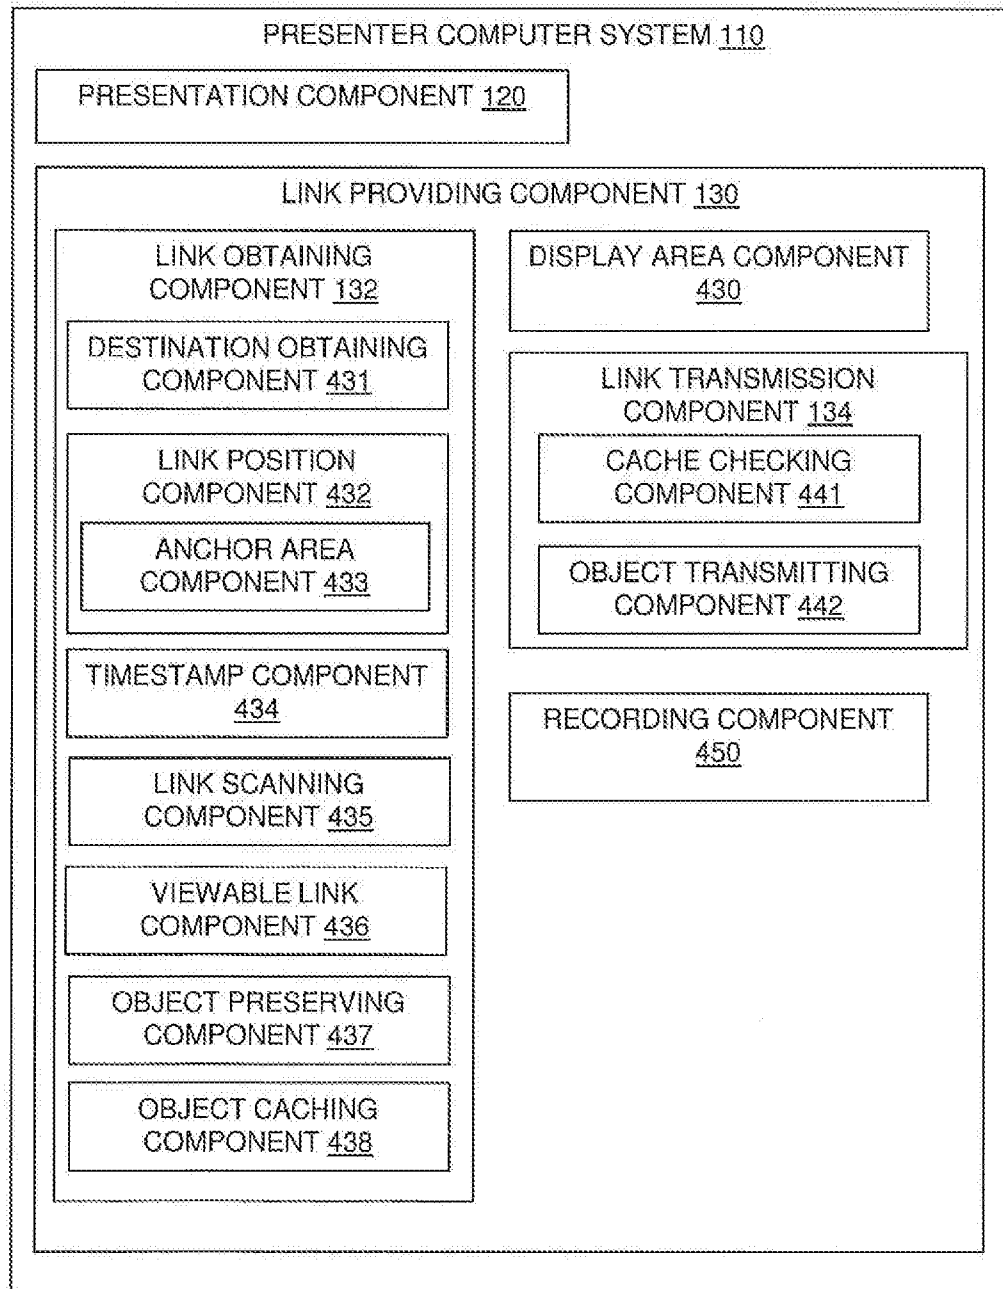 PRESENTER COMPUTER SYSTEM 110
PRESENTATION COMPONENT 120
LINK PROVIDING COMPONENT 130
LINK OBTAINING
COMPONENT 132
DESTINATION OBTAINING
COMPONENT 431
LINK POSITION
COMPONENT 432
ANCHOR AREA
COMPONENT 433
TIMESTAMP COMPONENT
434
LINK SCANNING
COMPONENT 435
VIEWABLE LINK
COMPONENT 436
OBJECT PRESERVING
COMPONENT 437
OBJECT CACHING
COMPONENT 438
DISPLAY AREA COMPONENT
430
LINK TRANSMISSION
COMPONENT 134
CACHE CHECKING
COMPONENT 441
OBJECT TRANSMITTING
COMPONENT 442
RECORDING COMPONENT
450